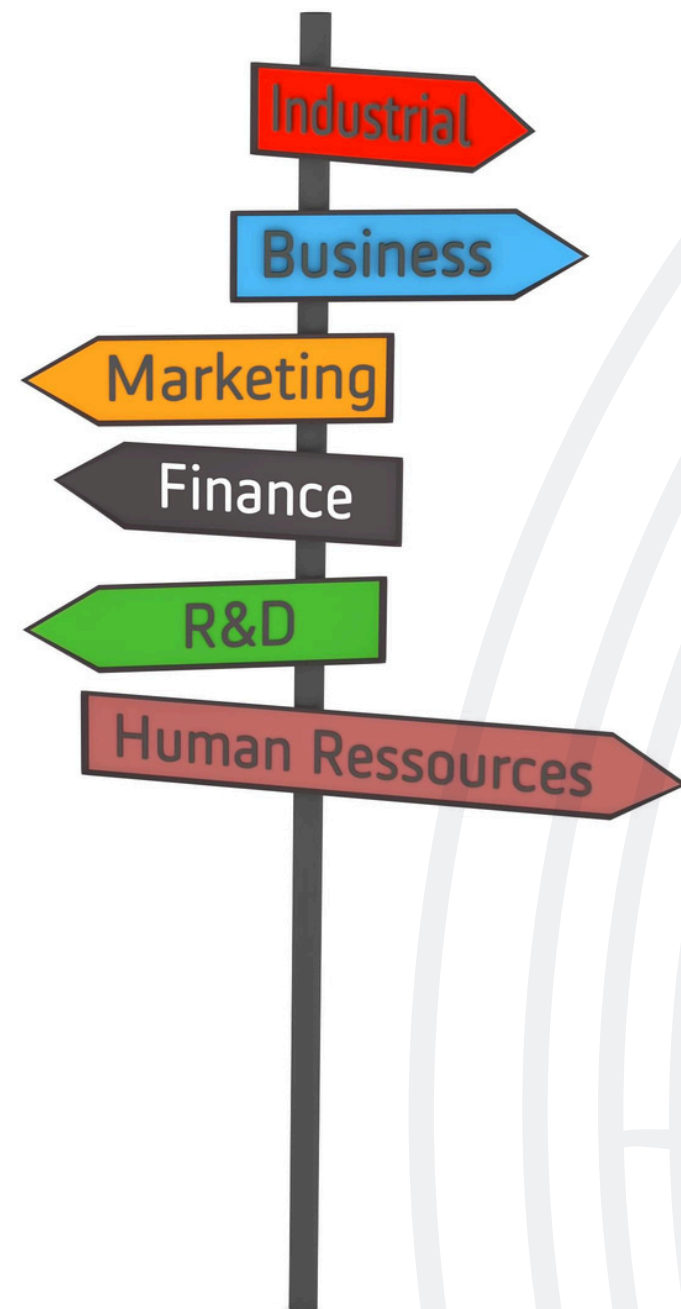 Industrial
Business
Marketing
Finance
R&D
Human Ressources